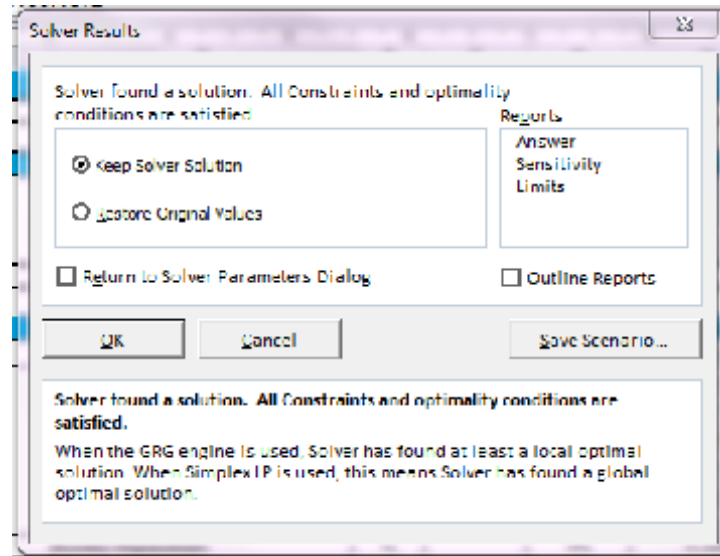 Solver Results
Solver found a solution. All Constraints and optimality
conditions are satisfied.
Reports
Answer
Sensitivity
Limits
Keep Solver Solution
Restore Original Values
Return to Solver Parameters Dialog
Outline Reports
OK
Cancel
Save Scenario...
Solver found a solution. All Constraints and optimality conditions are
satisfied.
When the GRG engine is used, Solver has found at least a local optimal
solution. When Simplex LP is used, this means Solver has found a global
optimal solution.